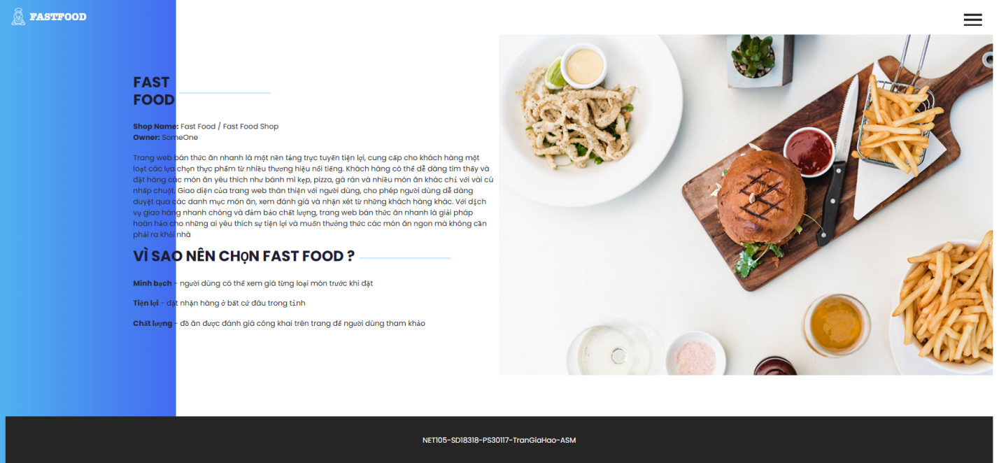 FASTFOOD
FAST
FOOD
Shop Name: Fast Food / Fast Food Shop
Owner: SomeOne
Trang web bán thức ăn nhanh là một nền tảng trực tuyến tiện lợi, cung cấp cho khách hàng một
loạt các lựa chọn thực phẩm từ nhiều thương hiệu nổi tiếng. Khách hàng có thể dễ dàng tìm thấy và
đặt hàng các món ăn yêu thích như bánh mì kẹp, pizza, gà rán và nhiều món ăn khác chỉ với vài cú
nhấp chuột. Giao diện của trang web thân thiện với người dùng, cho phép người dùng dễ dàng
duyệt qua các danh mục món ăn, xem đánh giá và nhận xét từ những khách hàng khác. Với dịch
vụ giao hàng nhanh chóng và đảm bảo chất lượng, trang web bán thức ăn nhanh là giải pháp
hoàn hảo cho những ai yêu thích sự tiện lợi và muốn thưởng thức các món ăn ngon mà không cần
phải ra khỏi nhà
VÌ SAO NÊN CHỌN FAST FOOD ?
Minh bạch - người dùng có thể xem giá từng loại món trước khi đặt
Tiện lợi - đặt nhận hàng ở bất cứ đâu trong tỉnh
Chất lượng - đồ ăn được đánh giá công khai trên trang để người dùng tham khảo
NET105-SD18318-PS30117-TranGiaHao-ASM